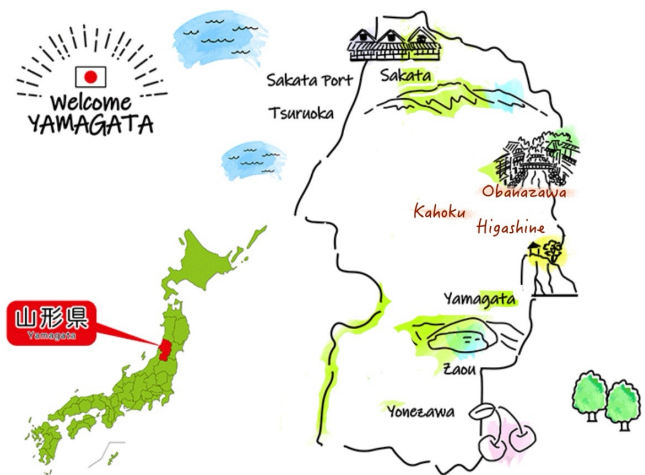 Welcome
YAMAGATA
Sakata Port
Sakata
Tsuruoka
Obanazawa
Kahoku
Higashine
山形県
Yamagata
Yamagata
Zaou
Yonezawa